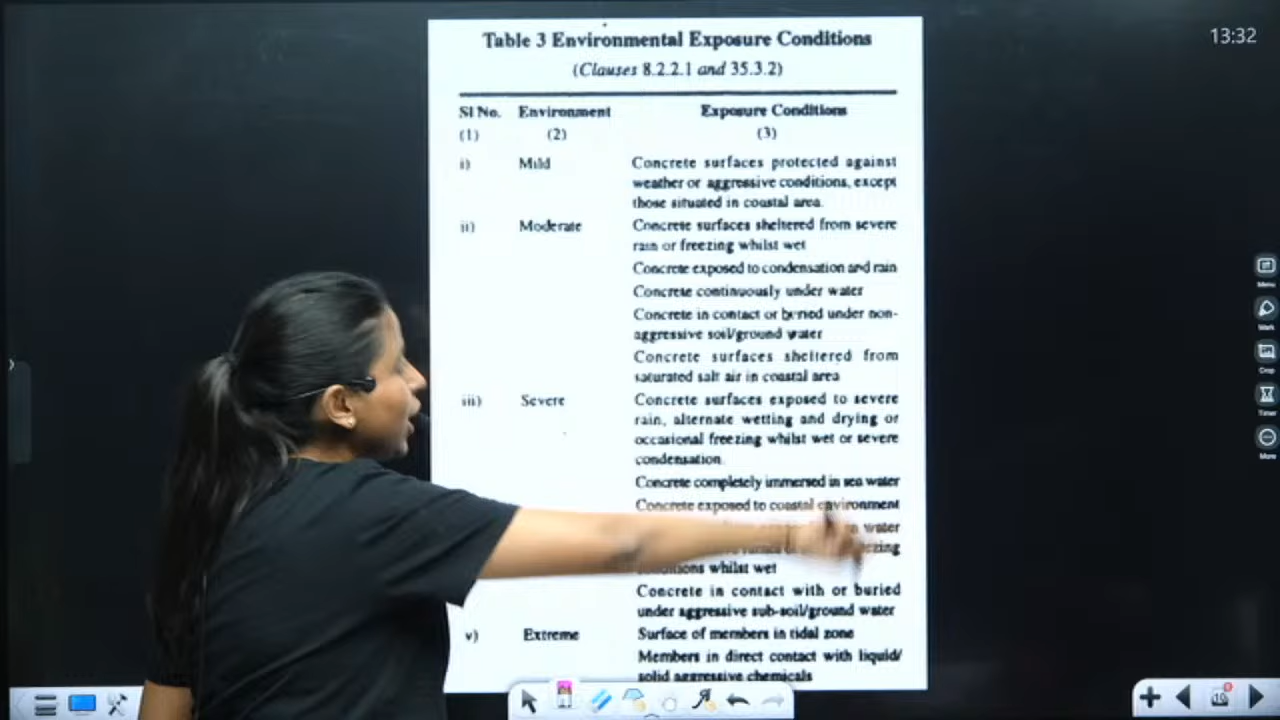 13:32
Table 3 Environmental Exposure Conditions
(Clauses 8.2.2.1 and 35.3.2)
Sl No. Environment Exposure Conditions
(1) (2) (3)
i) Mild Concrete surfaces protected against
weather or aggressive conditions, except
those situated in coastal area.
ii) Moderate Concrete surfaces sheltered from severe
rain or freezing whilst wet
Concrete exposed to condensation and rain
Concrete continuously under water
Concrete in contact or buried under non-
aggressive soil/ground water
Concrete surfaces sheltered from
saturated salt air in coastal area
iii) Severe Concrete surfaces exposed to severe
rain, alternate wetting and drying or
occasional freezing whilst wet or severe
condensation.
Concrete completely immersed in sea water
Concrete exposed to coastal environment
water
whilst wet
Concrete in contact with or buried
under aggressive sub-soil/ground water
v) Extreme Surface of members in tidal zone
Members in direct contact with liquid/
solid aggressive chemicals
Menu
Mark
Crop
Timer
More
10